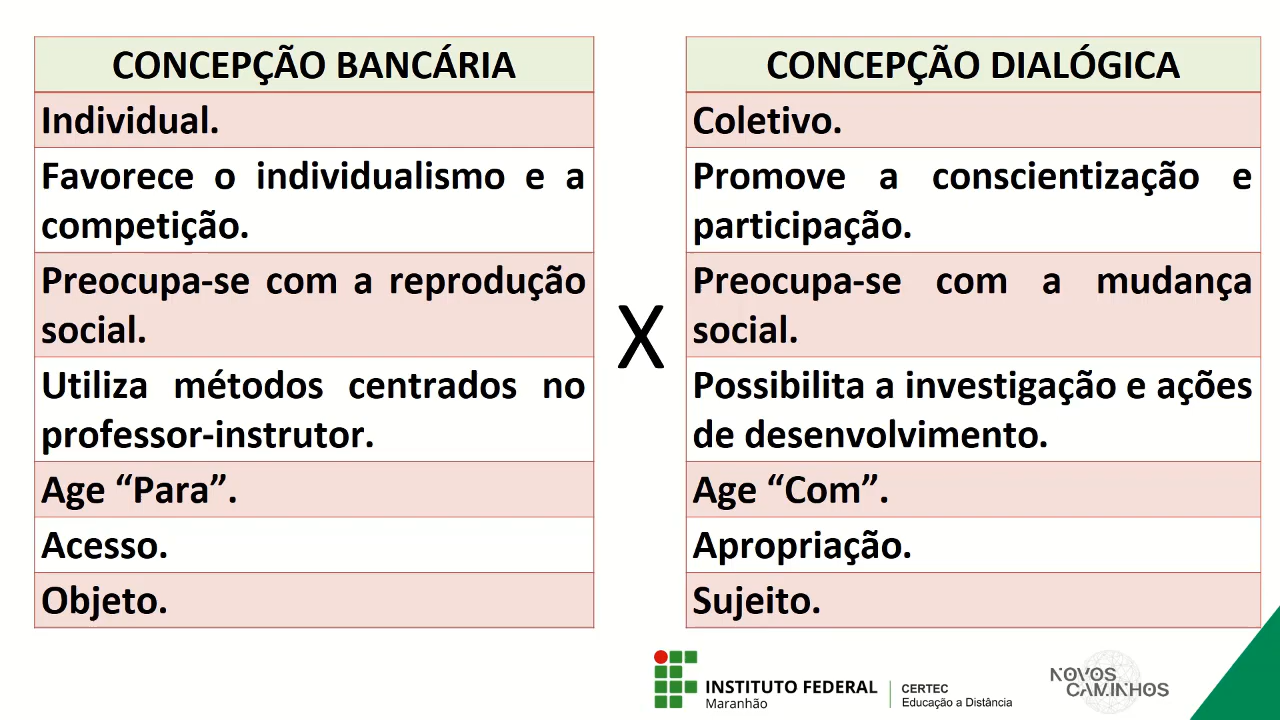 CONCEPÇÃO BANCÁRIA
Individual.
Favorece o individualismo e a
competição.
Preocupa-se com a reprodução
social.
Utiliza métodos centrados no
professor-instrutor.
Age “Para”.
Acesso.
Objeto.
X
CONCEPÇÃO DIALÓGICA
Coletivo.
Promove a conscientização e
participação.
Preocupa-se com a mudança
social.
Possibilita a investigação e ações
de desenvolvimento.
Age “Com”.
Apropriação.
Sujeito.
INSTITUTO FEDERAL
Maranhão
CERTEC
Educação a Distância
NOVOS
CAMINHOS